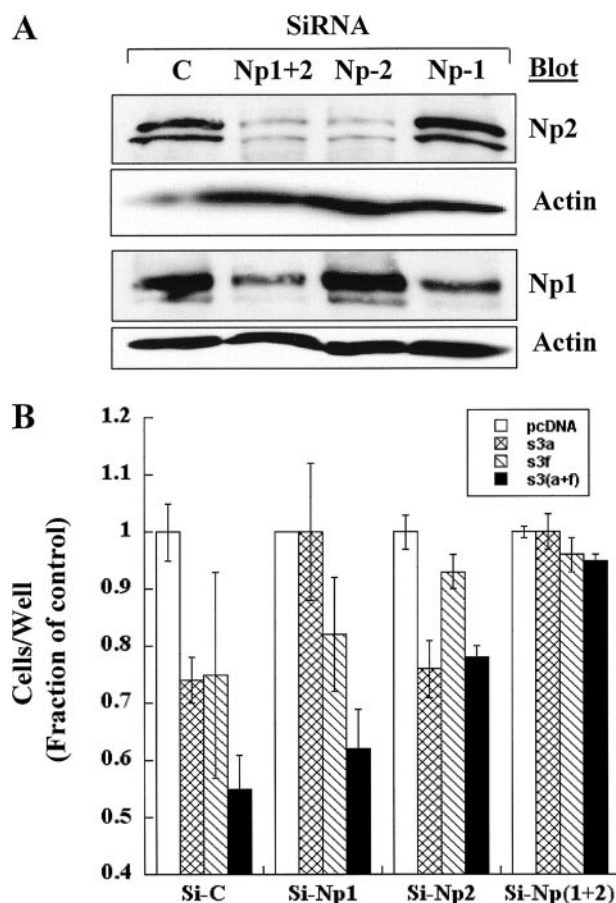 A
SiRNA
C Np1+2 Np-2 Np-1 Blot
Np2
Actin
Np1
Actin
B
1.2
1.1
1
0.9
0.8
0.7
0.6
0.5
0.4
Cells/Well
(Fraction of control)
pcDNA
s3a
s3f
s3(a+f)
Si-C Si-Np1 Si-Np2 Si-Np(1+2)